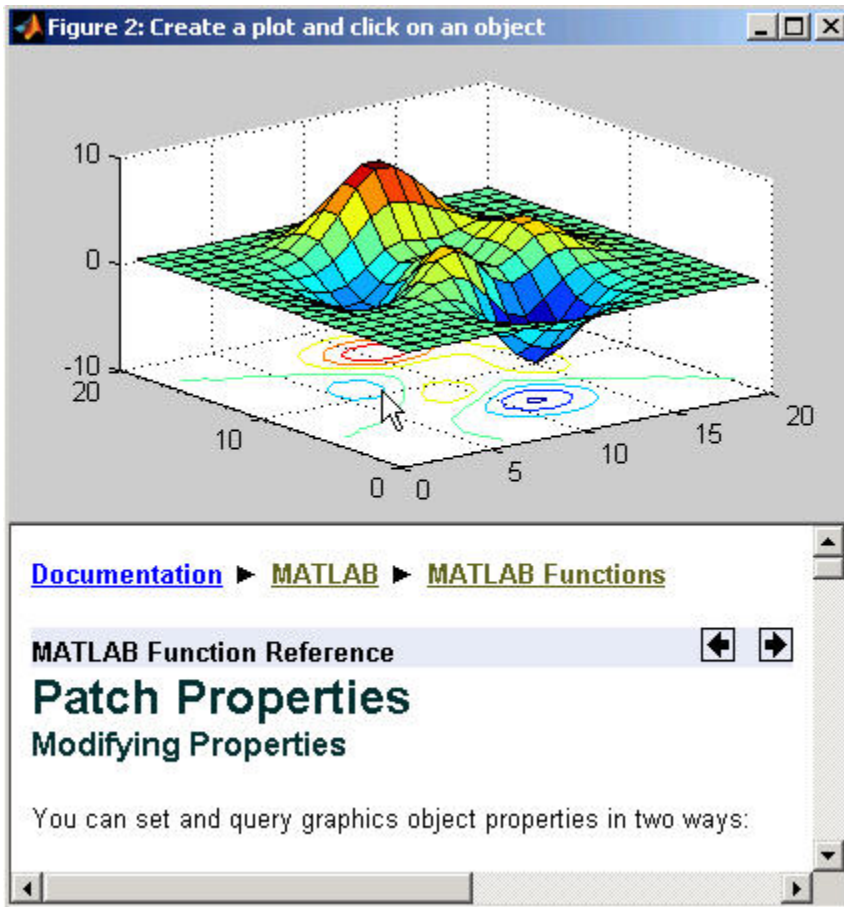 Figure 2: Create a plot and click on an object
10
0
-10
20
10
0
0
5
10
15
20
Documentation ► MATLAB ► MATLAB Functions
MATLAB Function Reference
Patch Properties
Modifying Properties
You can set and query graphics object properties in two ways: